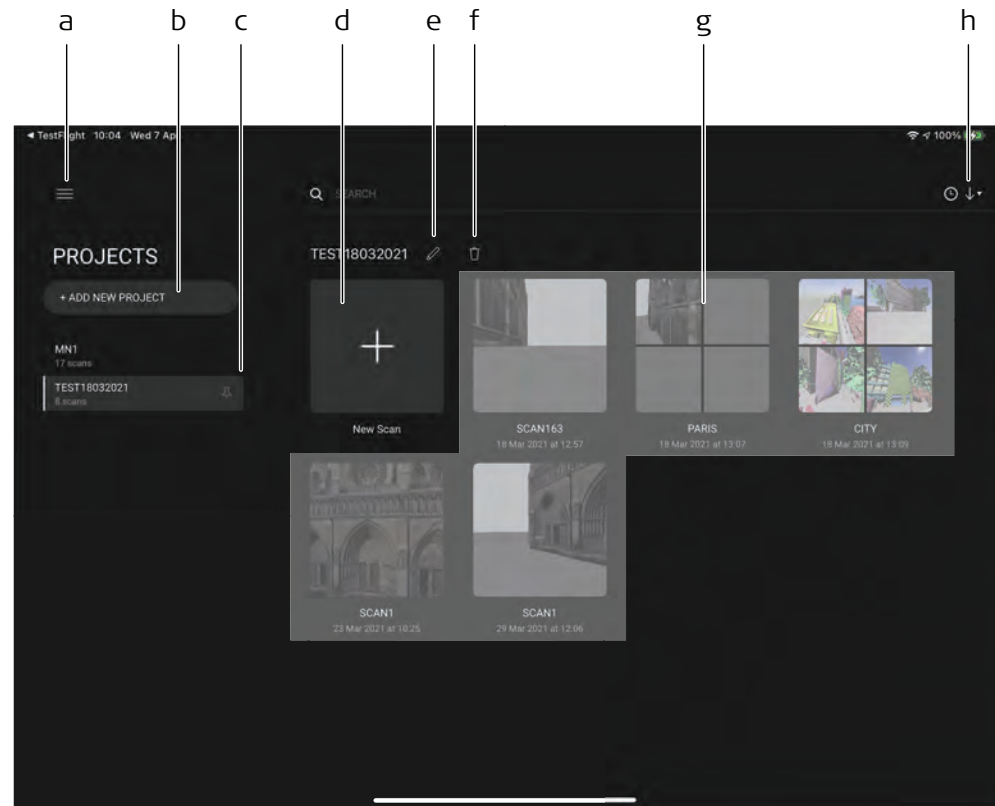 a b c d e f g h
TestFlight 10:04 Wed 7 Apr
100%
SEARCH
PROJECTS
TEST18032021
+ ADD NEW PROJECT
MN1
17 scans
TEST18032021
8 scans
New Scan
SCAN163
18 Mar 2021 at 12:57
PARIS
18 Mar 2021 at 13:07
CITY
18 Mar 2021 at 13:09
SCAN1
23 Mar 2021 at 10:25
SCAN1
29 Mar 2021 at 12:06